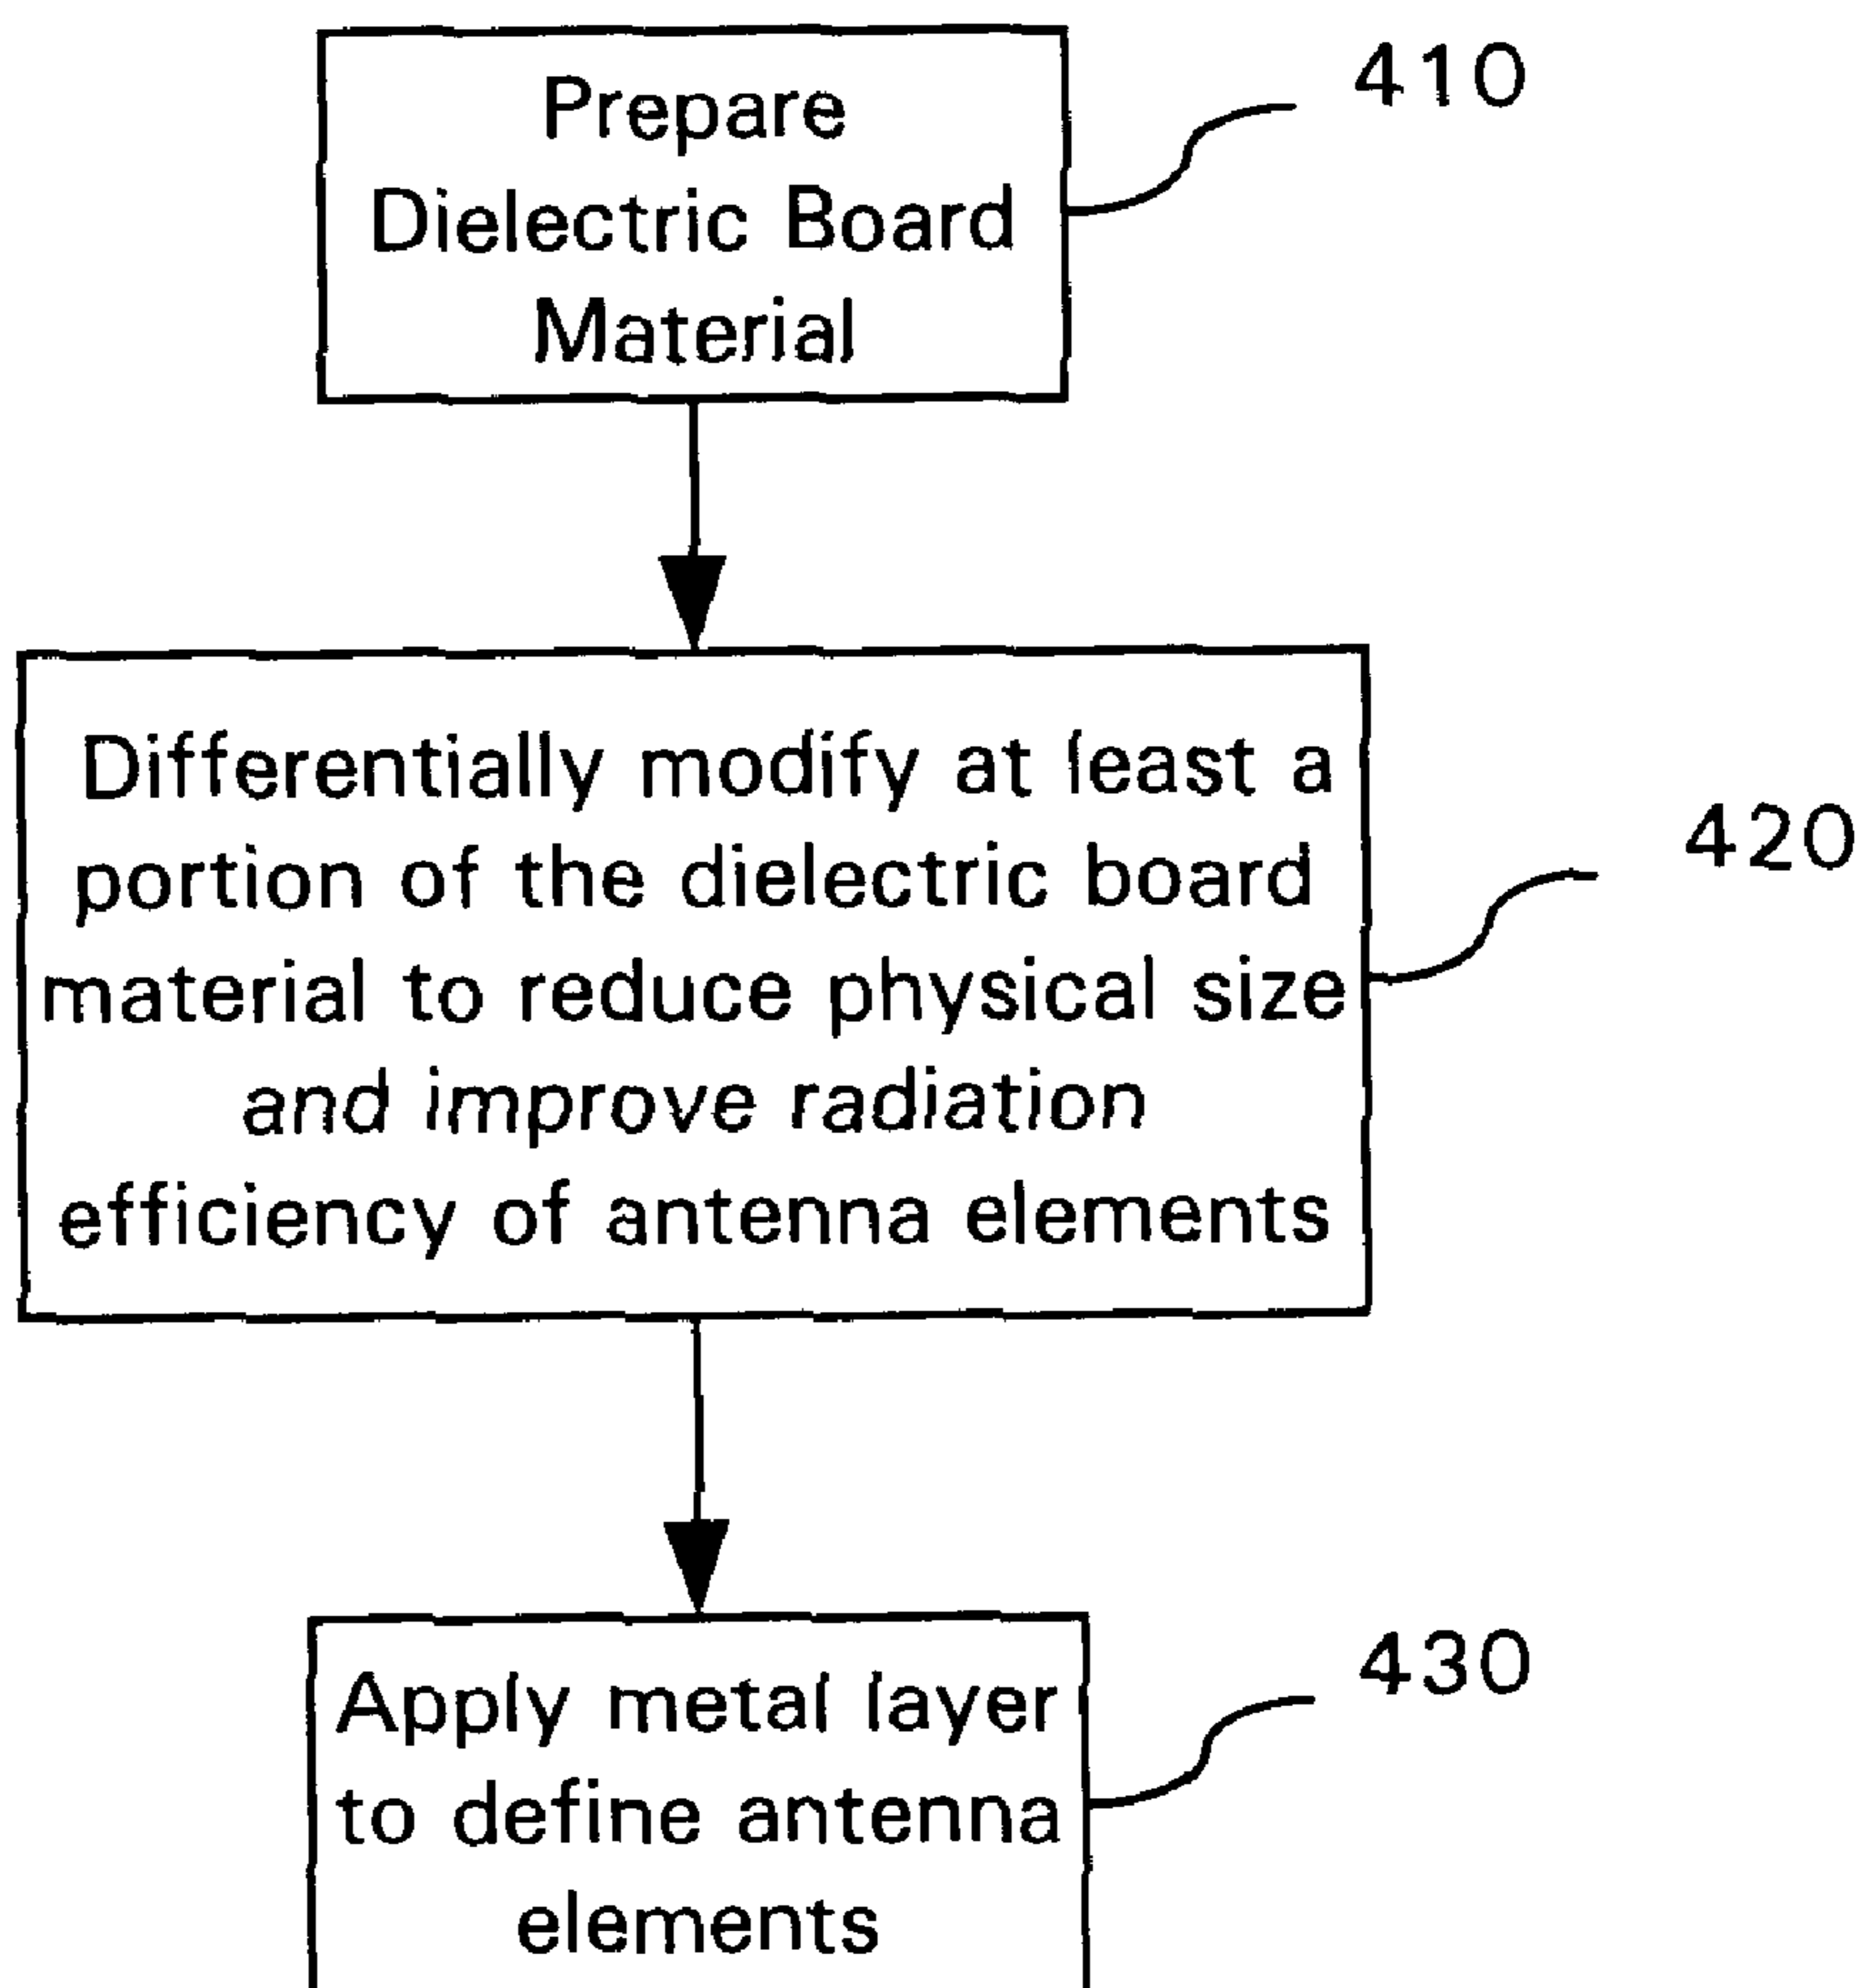 Prepare
Dielectric Board
Material
410
Differentially modify at least a
portion of the dielectric board
material to reduce physical size
and improve radiation
efficiency of antenna elements
420
Apply metal layer
to define antenna
elements
430